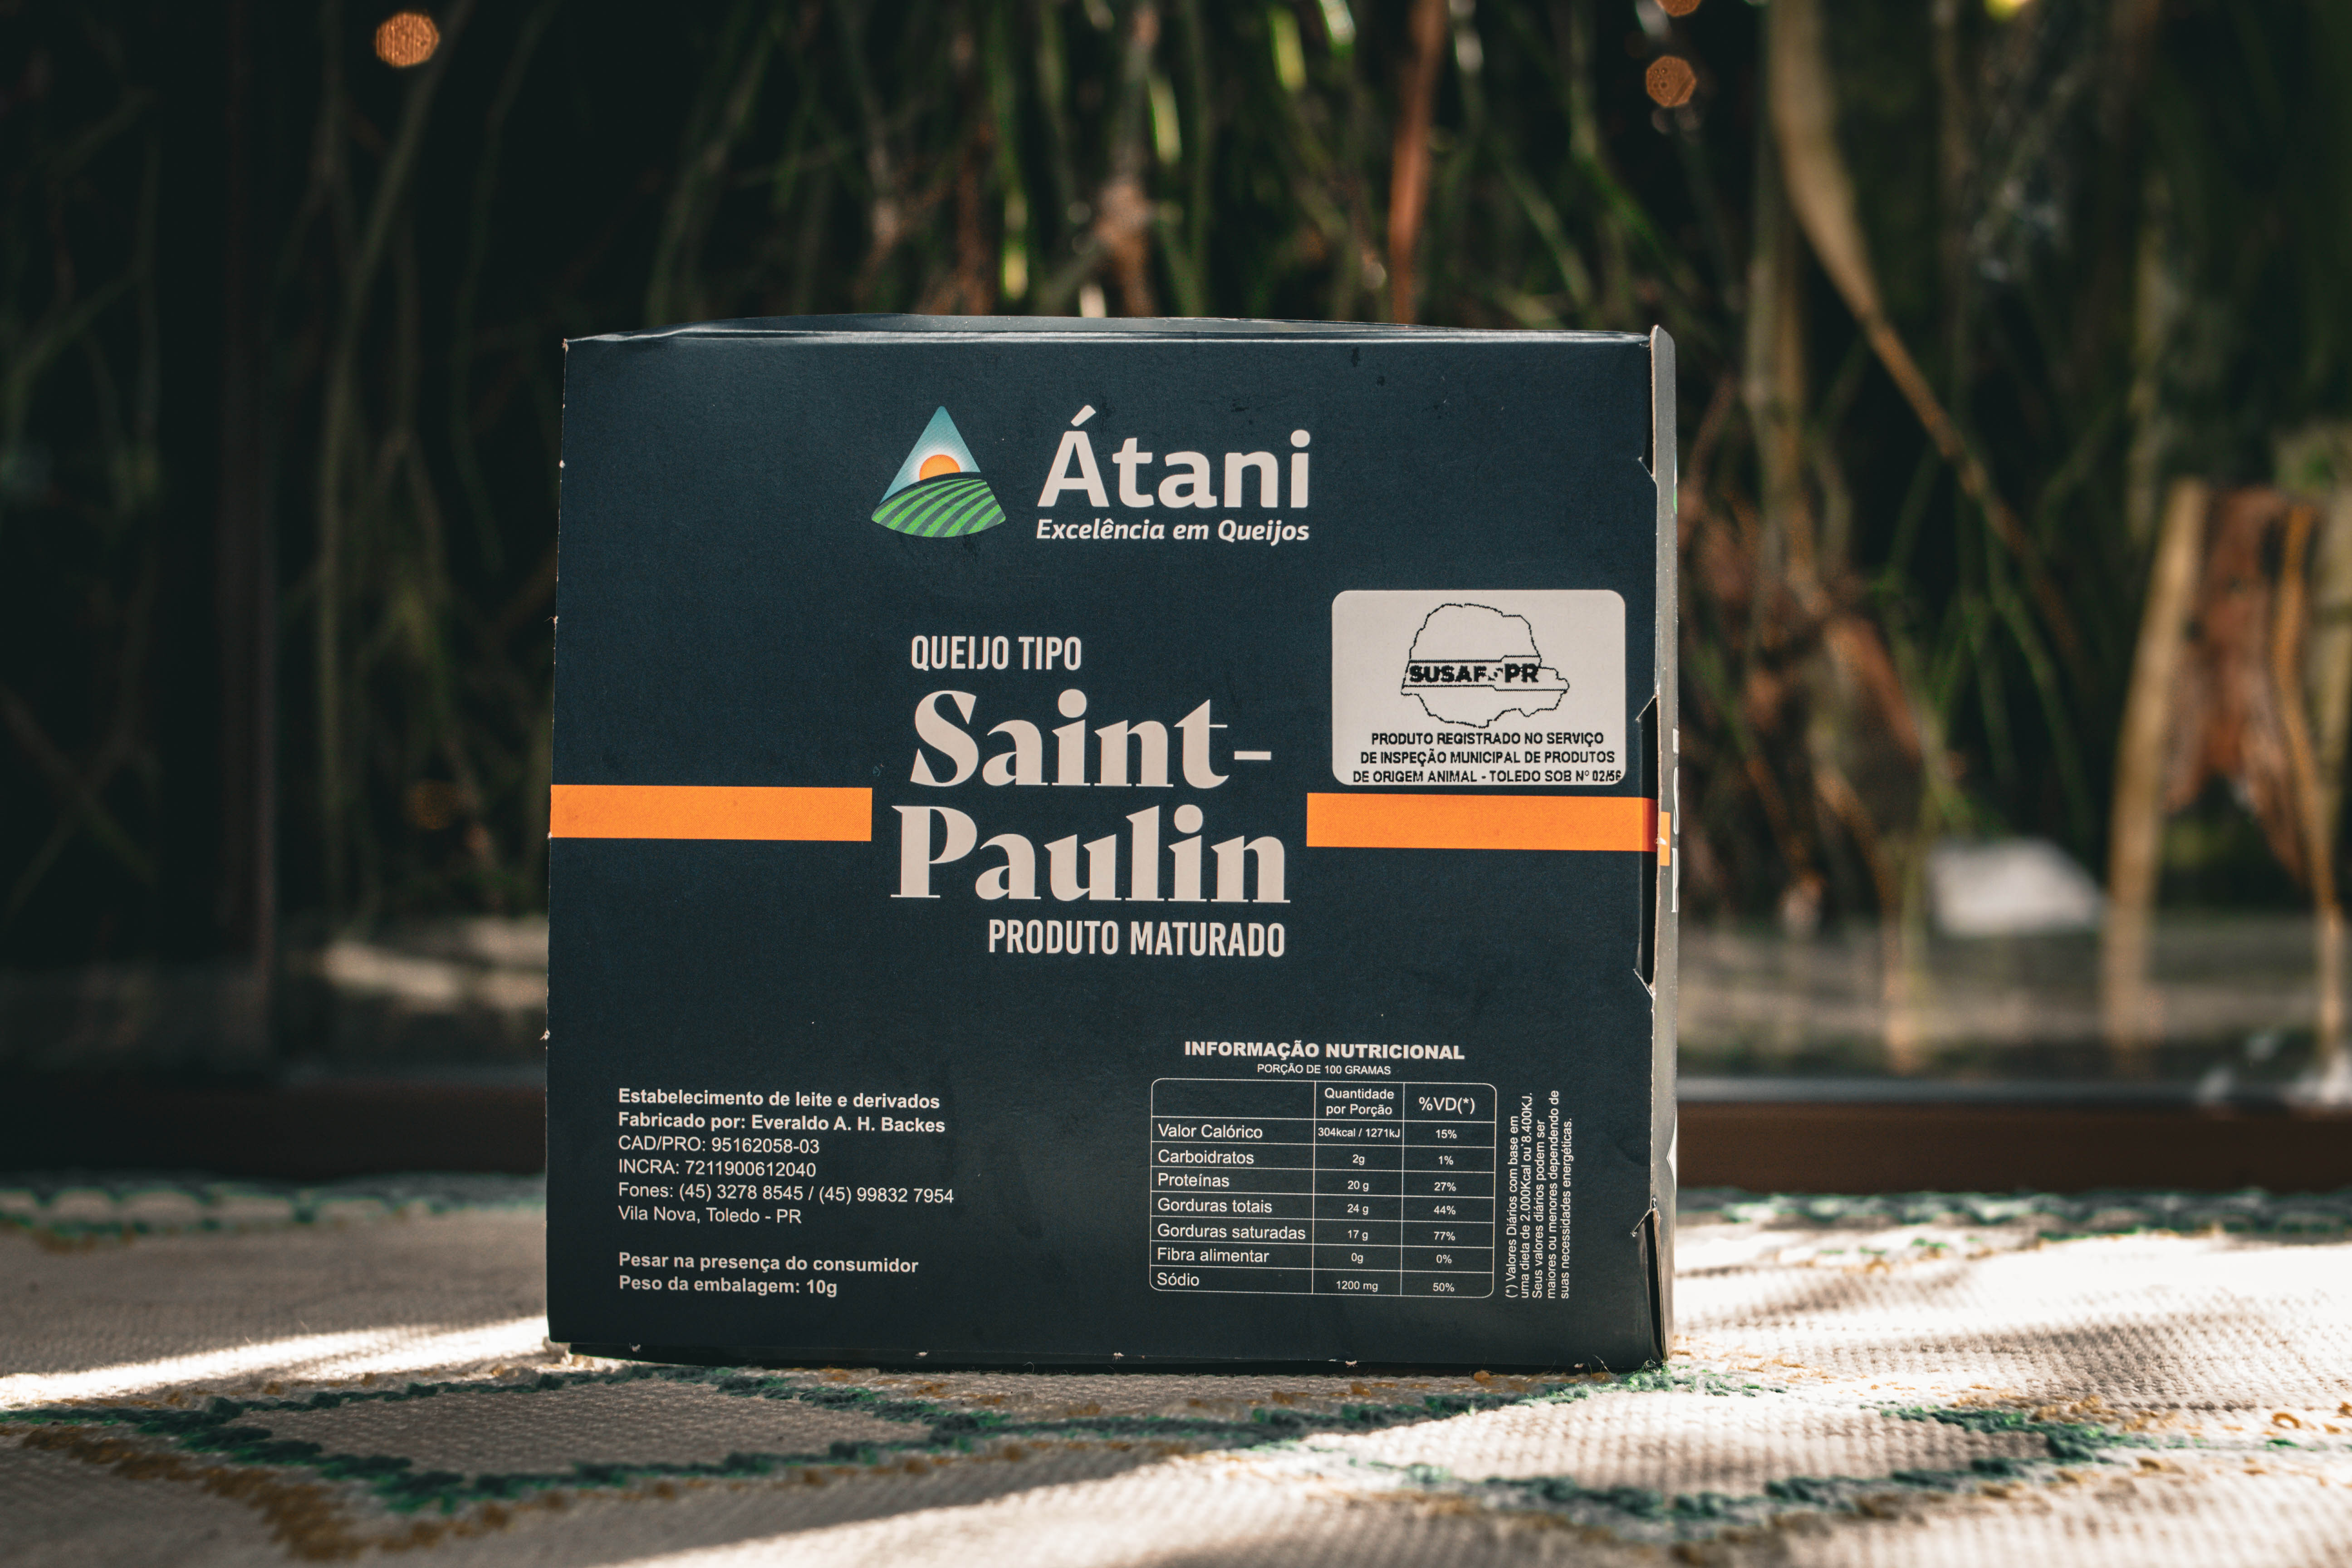 Átani
Excelência em Queijos
QUEIJO TIPO
Saint-
Paulin
PRODUTO MATURADO
SUSAF-PR
PRODUTO REGISTRADO NO SERVIÇO
DE INSPEÇÃO MUNICIPAL DE PRODUTOS
DE ORIGEM ANIMAL - TOLEDO SOB Nº 02/56
Estabelecimento de leite e derivados
Fabricado por: Everaldo A. H. Backes
CAD/PRO: 95162058-03
INCRA: 7211900612040
Fones: (45) 3278 8545 / (45) 99832 7954
Vila Nova, Toledo - PR
Pesar na presença do consumidor
Peso da embalagem: 10g
INFORMAÇÃO NUTRICIONAL
PORÇÃO DE 100 GRAMAS
Quantidade
por Porção %VD(*)
Valor Calórico 304kcal / 1271kJ 15%
Carboidratos 2g 1%
Proteínas 20 g 27%
Gorduras totais 24 g 44%
Gorduras saturadas 17 g 77%
Fibra alimentar 0g 0%
Sódio 1200 mg 50%
(*) Valores Diários com base em
uma dieta de 2.000Kcal ou 8.400KJ.
Seus valores diários podem ser
maiores ou menores dependendo de
suas necessidades energéticas.